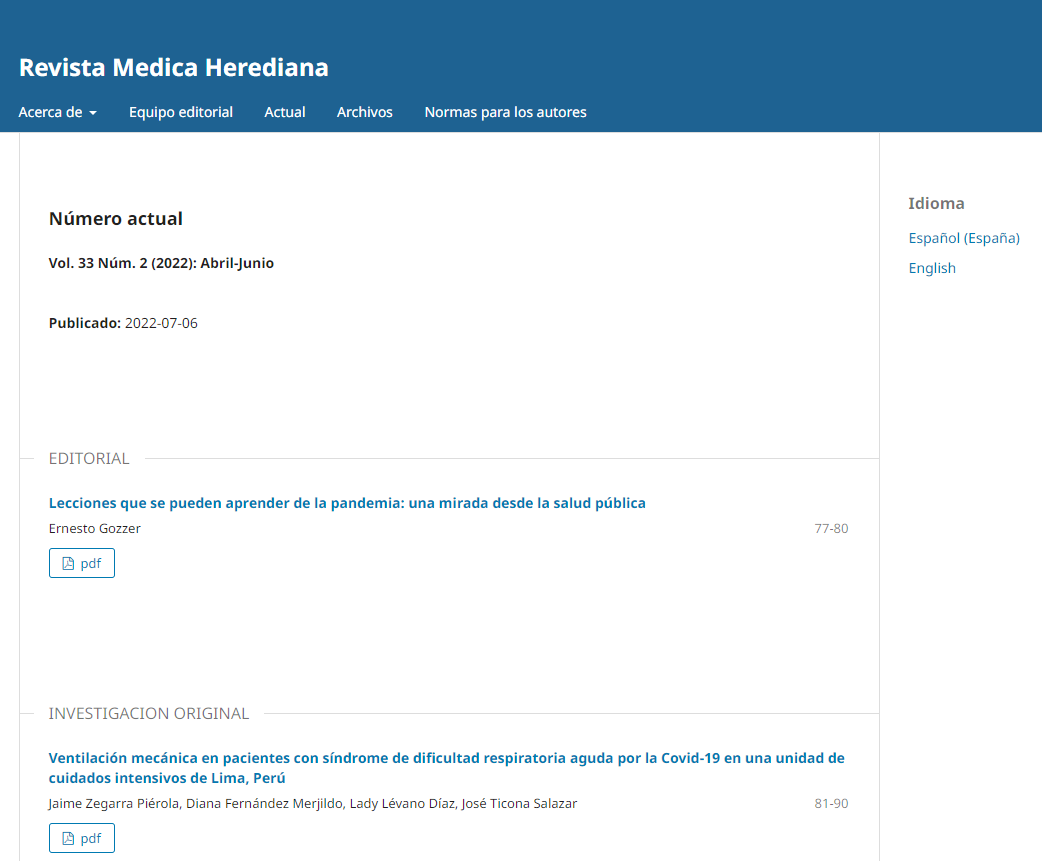 Revista Medica Herediana
Acerca de Equipo editorial Actual Archivos Normas para los autores
Número actual
Vol. 33 Núm. 2 (2022): Abril-Junio
Publicado: 2022-07-06
EDITORIAL
Lecciones que se pueden aprender de la pandemia: una mirada desde la salud pública
Ernesto Gozzer 77-80
pdf
INVESTIGACION ORIGINAL
Ventilación mecánica en pacientes con síndrome de dificultad respiratoria aguda por la Covid-19 en una unidad de
cuidados intensivos de Lima, Perú
Jaime Zegarra Piérola, Diana Fernández Merjildo, Lady Lévano Díaz, José Ticona Salazar 81-90
pdf
Idioma
Español (España)
English